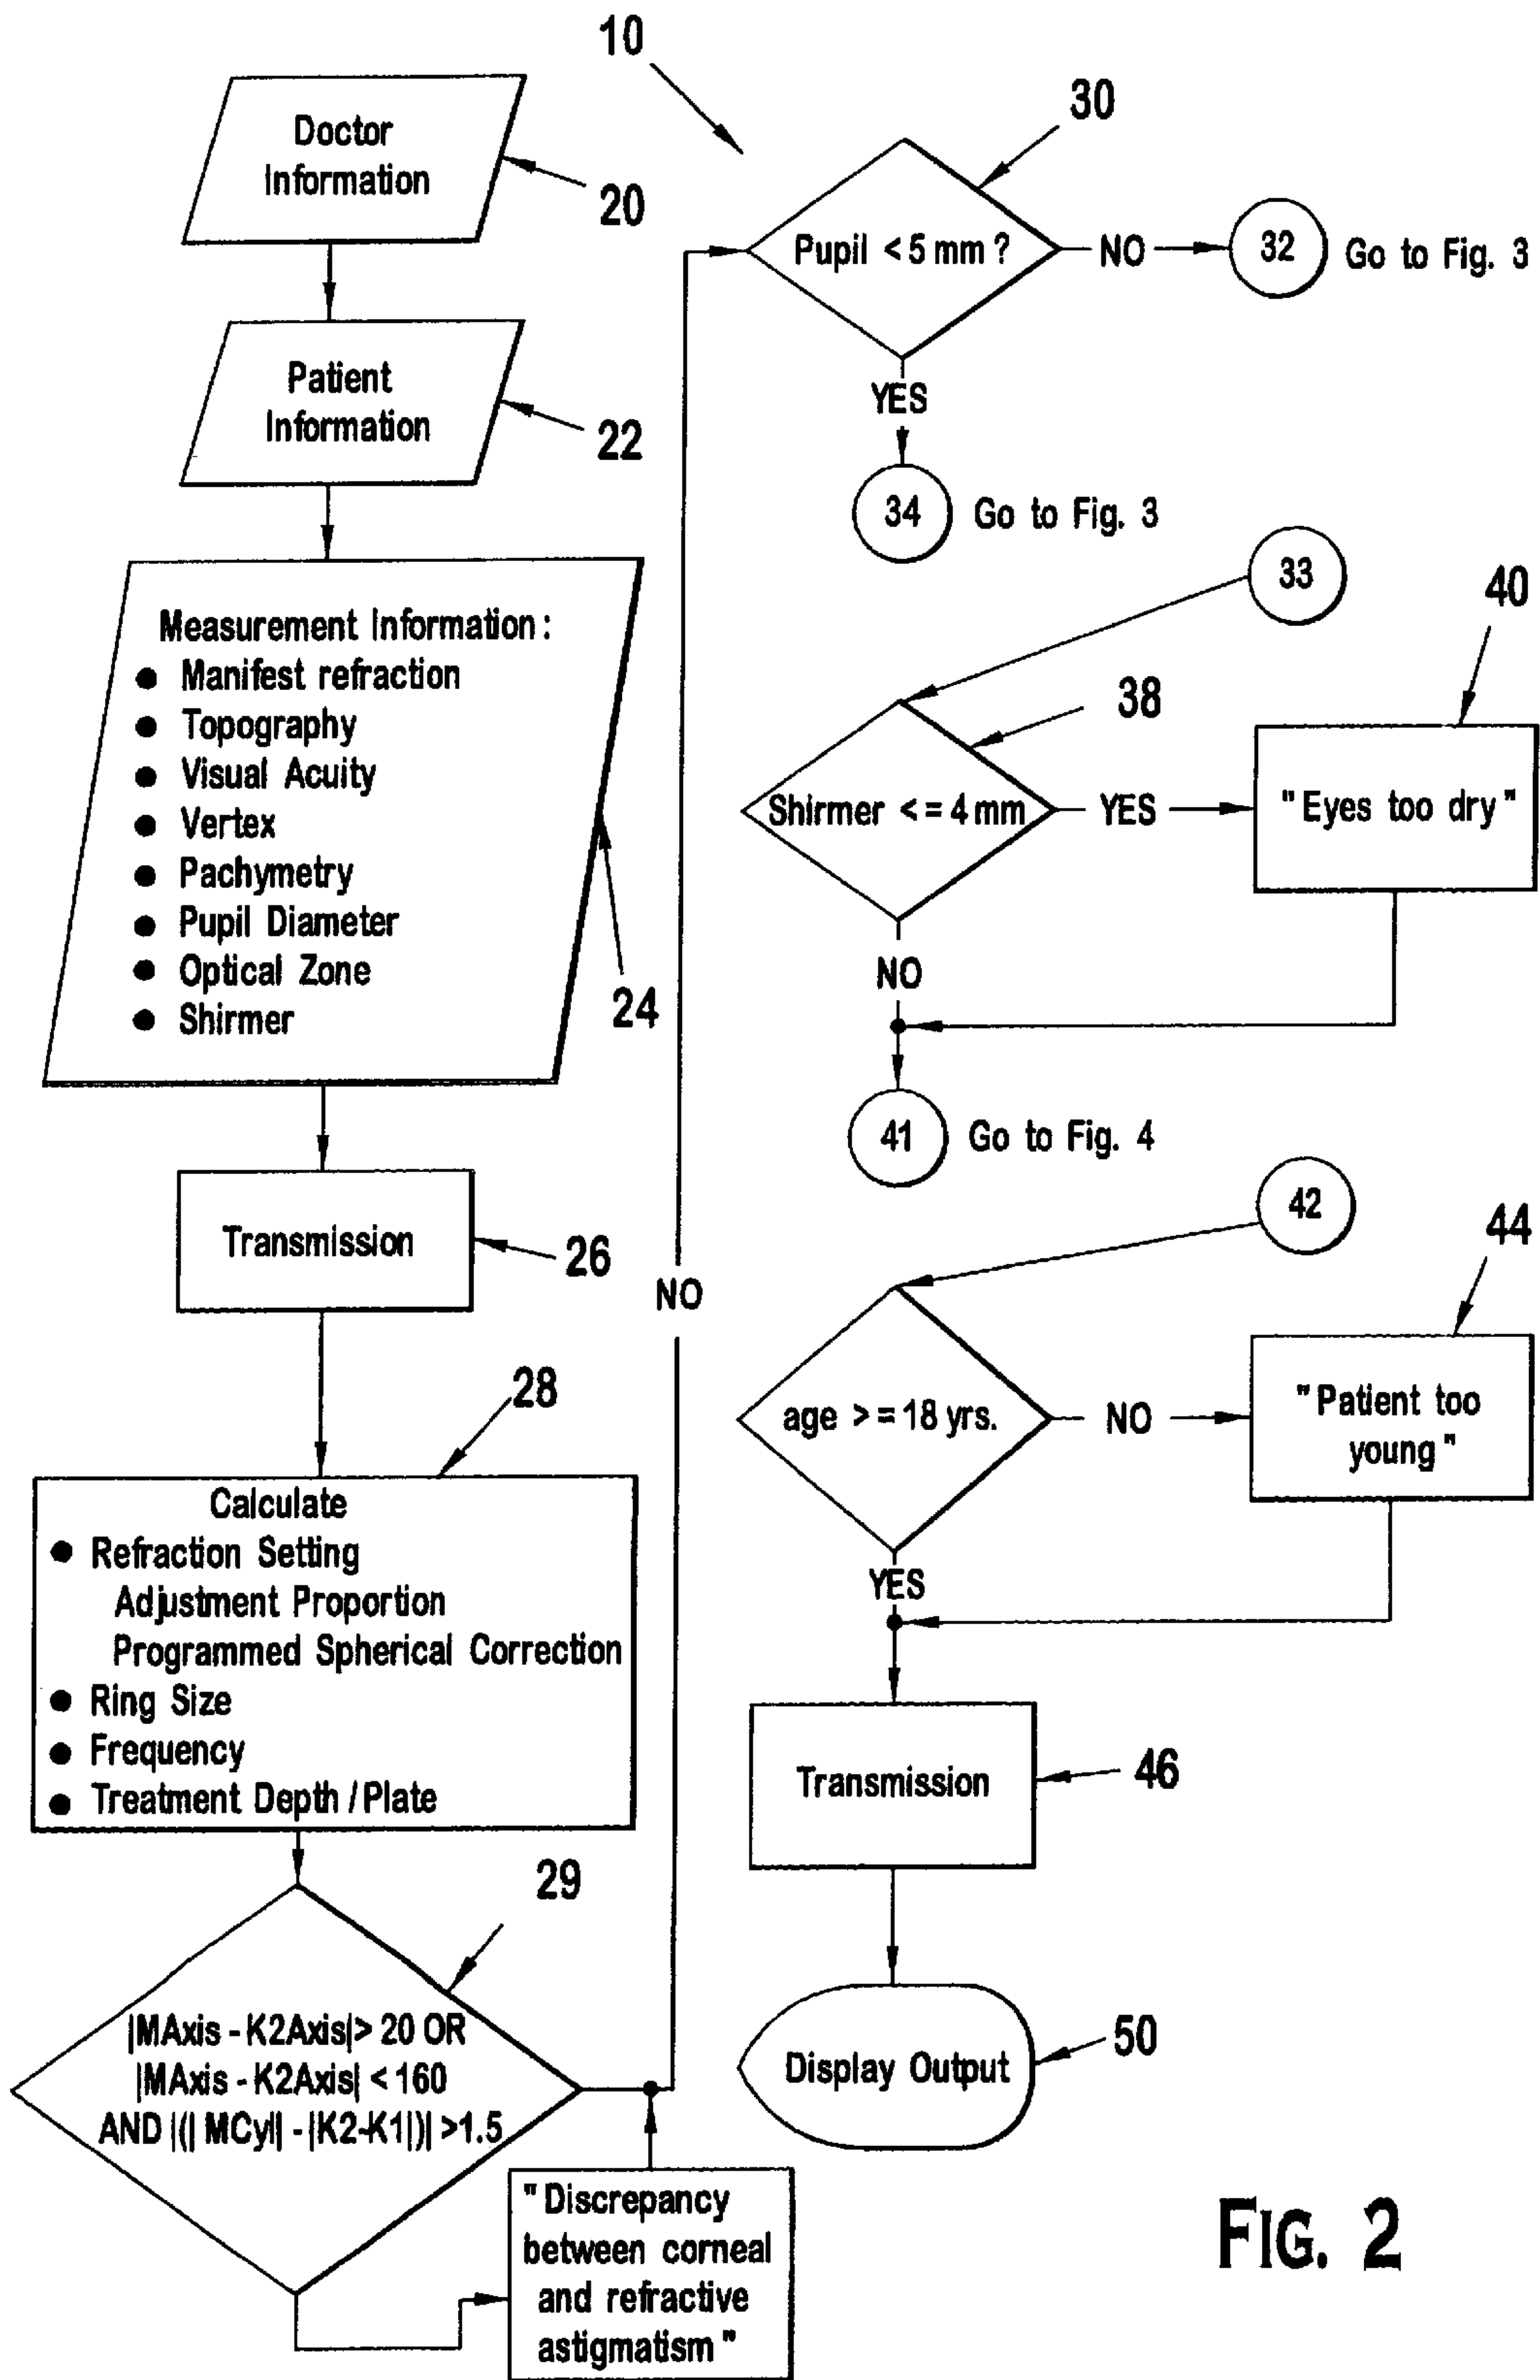 10
Doctor
Information
20
Patient
Information
22
Measurement Information:
● Manifest refraction
● Topography
● Visual Acuity
● Vertex
● Pachymetry
● Pupil Diameter
● Optical Zone
● Shirmer
24
Transmission
26
28
Calculate
● Refraction Setting
Adjustment Proportion
Programmed Spherical Correction
● Ring Size
● Frequency
● Treatment Depth / Plate
29
|MAxis - K2Axis| > 20 OR
|MAxis - K2Axis| < 160
AND |(| MCyl| - |K2-K1|)| >1.5
"Discrepancy
between corneal
and refractive
astigmatism"
NO
30
Pupil < 5 mm ?
NO
32
Go to Fig. 3
YES
34
Go to Fig. 3
33
38
Shirmer < = 4 mm
YES
40
"Eyes too dry"
NO
41
Go to Fig. 4
42
age > = 18 yrs.
NO
44
"Patient too
young"
YES
Transmission
46
Display Output
50
FIG. 2